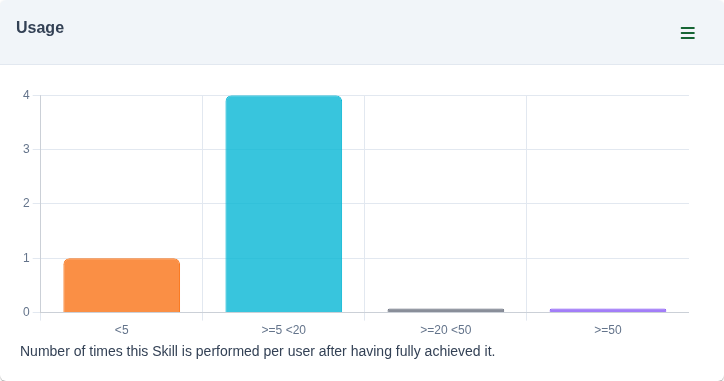 Usage
4
3
2
1
0
<5 >=5 <20 >=20 <50 >=50
Number of times this Skill is performed per user after having fully achieved it.